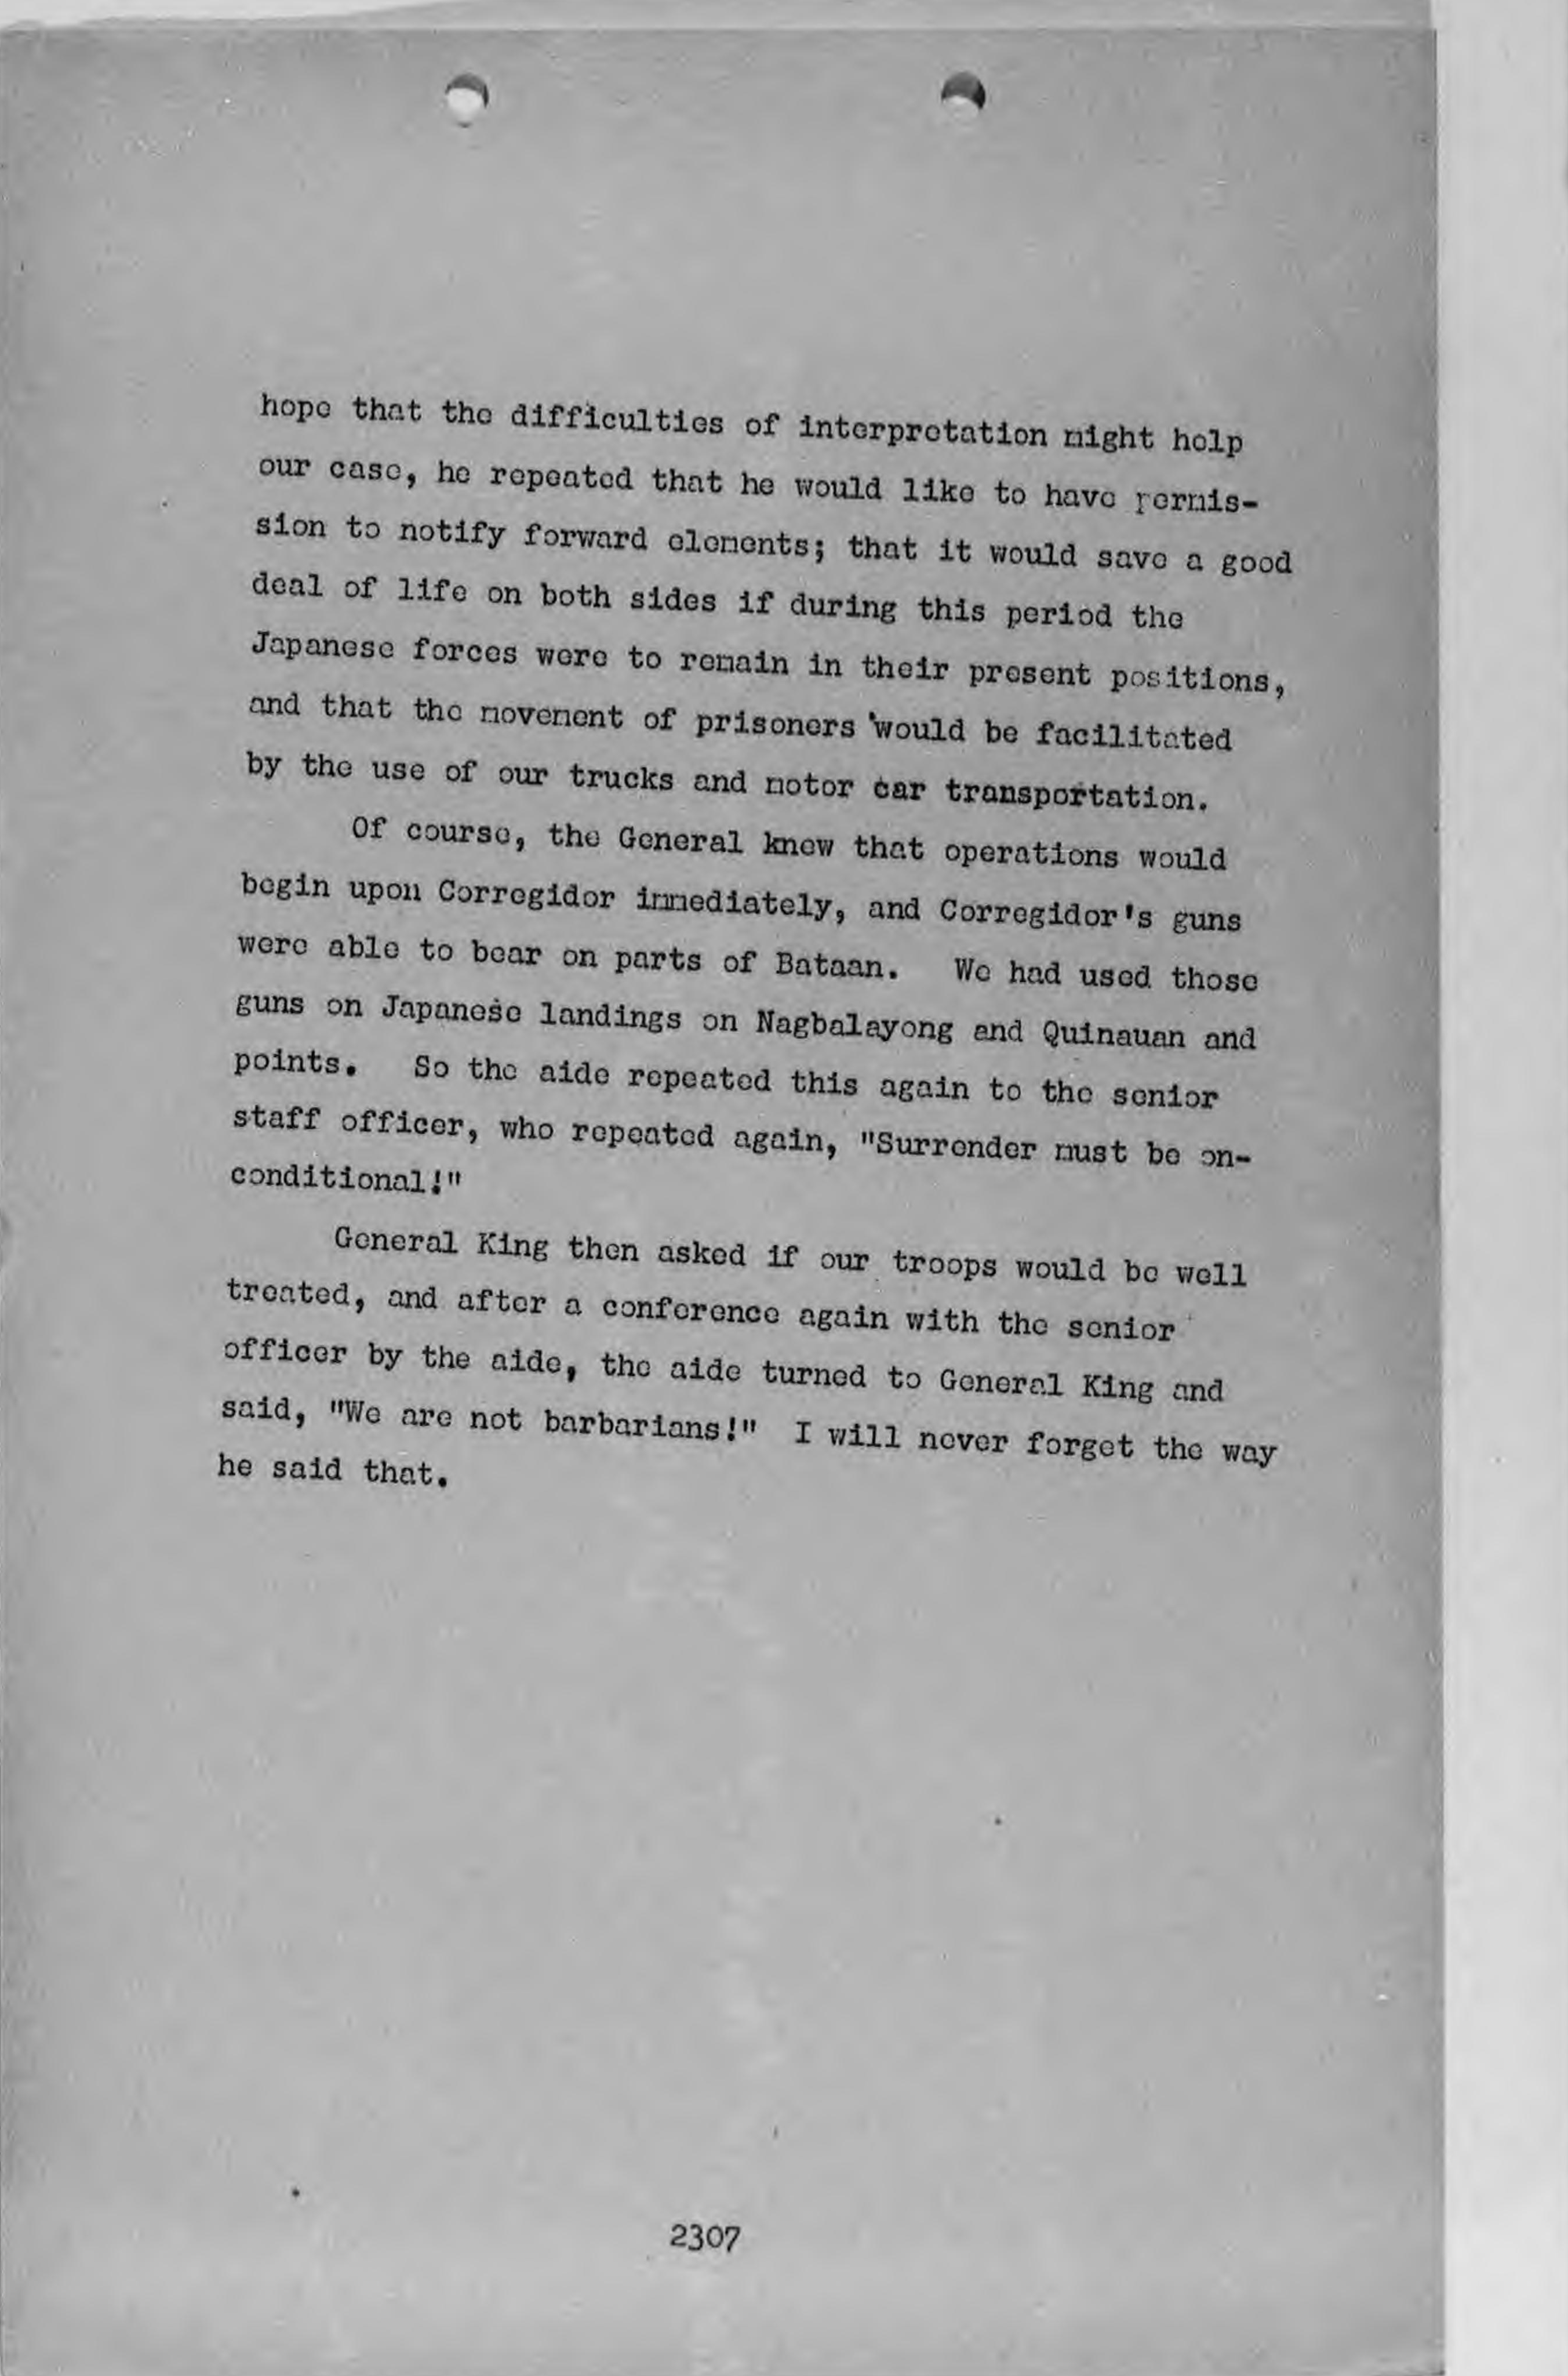 hope that the difficulties of interpretation might help
our case, he repeated that he would like to have permis-
sion to notify forward elements; that it would save a good
deal of life on both sides if during this period the
Japanese forces were to remain in their present positions,
and that the movement of prisoners would be facilitated
by the use of our trucks and motor car transportation.
Of course, the General knew that operations would
begin upon Corregidor immediately, and Corregidor's guns
were able to bear on parts of Bataan. We had used those
guns on Japanese landings on Nagbalayong and Quinauan and
points. So the aide repeated this again to the senior
staff officer, who repeated again, "Surrender must be on-
conditional!"
General King then asked if our troops would be well
treated, and after a conference again with the senior
officer by the aide, the aide turned to General King and
said, "We are not barbarians!" I will never forget the way
he said that.
2307